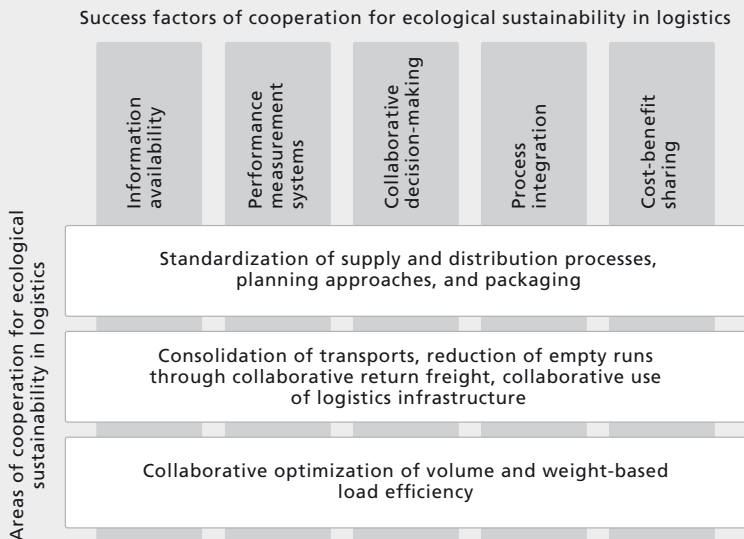 Success factors of cooperation for ecological sustainability in logistics
Information
availability
Performance
measurement
systems
Collaborative
decision-making
Process
integration
Cost-benefit
sharing
Areas of cooperation for ecological
sustainability in logistics
Standardization of supply and distribution processes,
planning approaches, and packaging
Consolidation of transports, reduction of empty runs
through collaborative return freight, collaborative use
of logistics infrastructure
Collaborative optimization of volume and weight-based
load efficiency